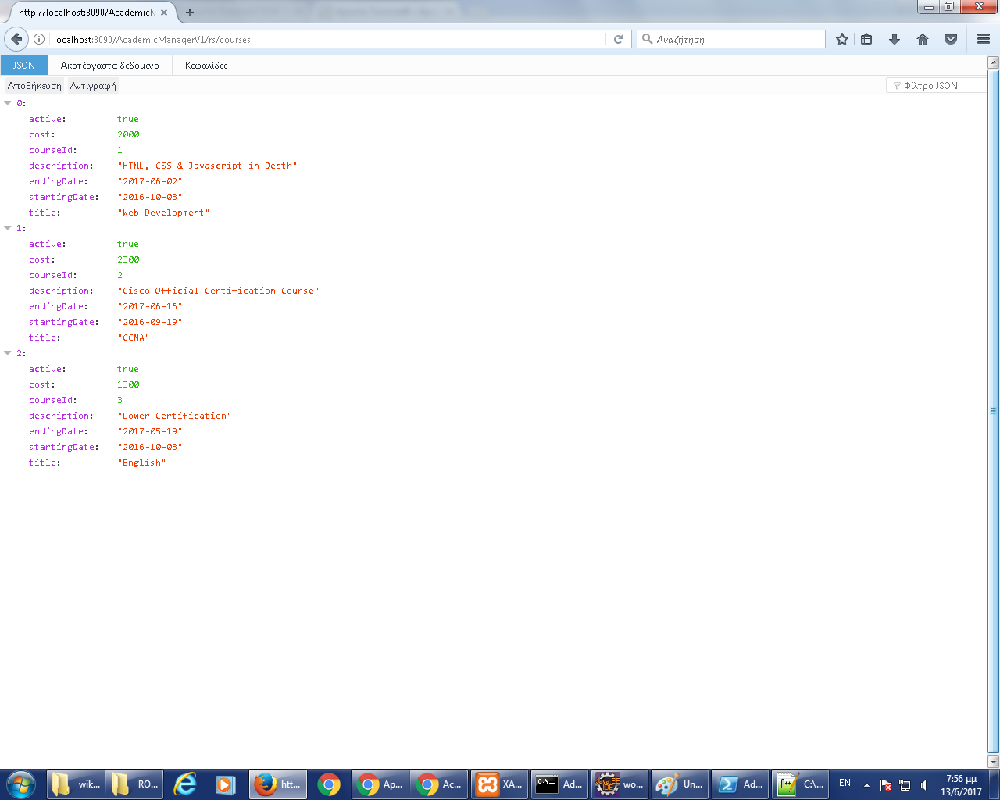 http://localhost:8090/AcademicM
localhost:8090/AcademicManagerV1/rs/courses
Αναζήτηση
JSON Ακατέργαστα δεδομένα Κεφαλίδες
Αποθήκευση Αντιγραφή Φίλτρο JSON
0:
active: true
cost: 2000
courseId: 1
description: "HTML, CSS & Javascript in Depth"
endingDate: "2017-06-02"
startingDate: "2016-10-03"
title: "Web Development"
1:
active: true
cost: 2300
courseId: 2
description: "Cisco Official Certification Course"
endingDate: "2017-06-16"
startingDate: "2016-09-19"
title: "CCNA"
2:
active: true
cost: 1300
courseId: 3
description: "Lower Certification"
endingDate: "2017-05-19"
startingDate: "2016-10-03"
title: "English"
wik... RO... htt... Ap... Ac... XA... Ad... wo... Un... Ad... C:\... EN 7:56 μμ
13/6/2017